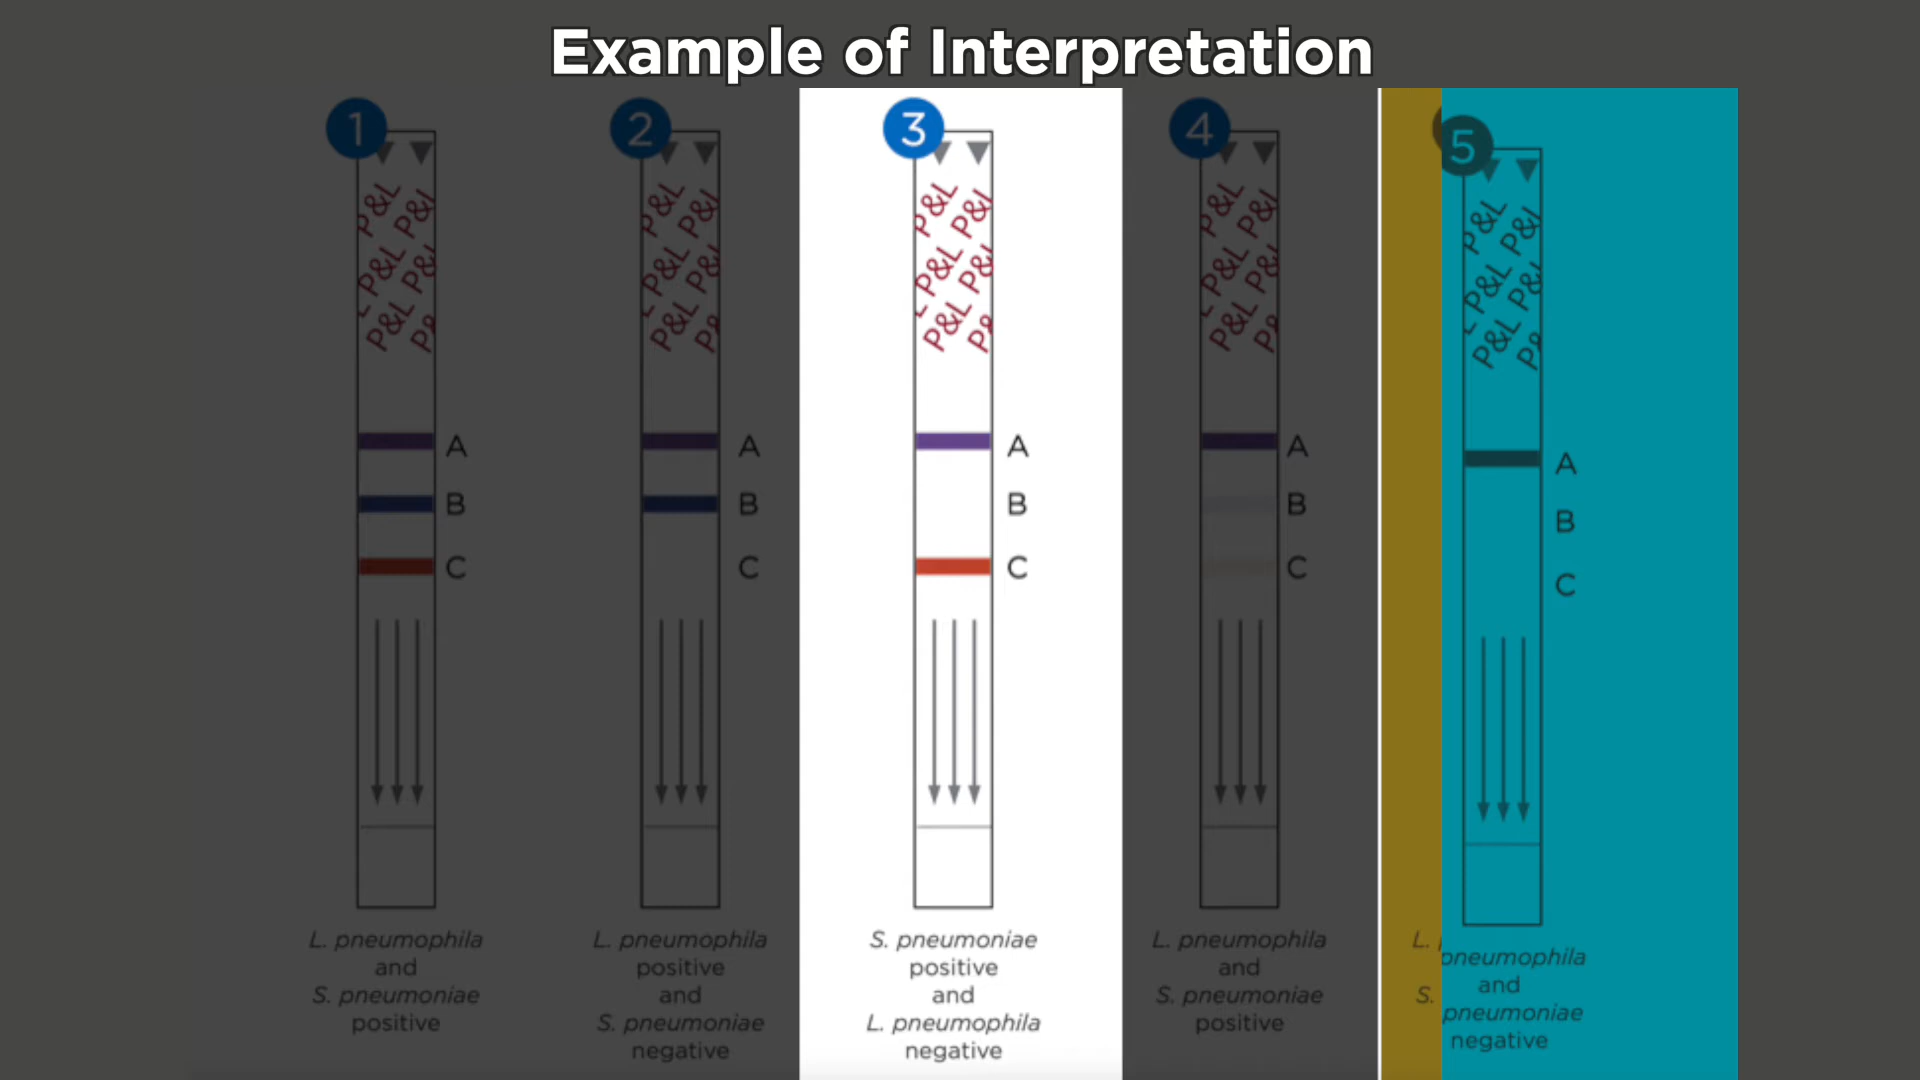 Example of Interpretation
1
P&L P&L
L P&L P&L
P&L P&
A
B
C
L. pneumophila
and
S. pneumoniae
positive
2
P&L P&L
L P&L P&L
P&L P&
A
B
C
L. pneumophila
positive
and
S. pneumoniae
negative
3
P&L P&L
L P&L P&L
P&L P&
A
B
C
S. pneumoniae
positive
and
L. pneumophila
negative
4
P&L P&L
L P&L P&L
P&L P&
A
B
C
L. pneumophila
and
S. pneumoniae
positive
5
P&L P&L
L P&L P&L
P&L P&
A
B
C
L. pneumophila
and
S. pneumoniae
negative